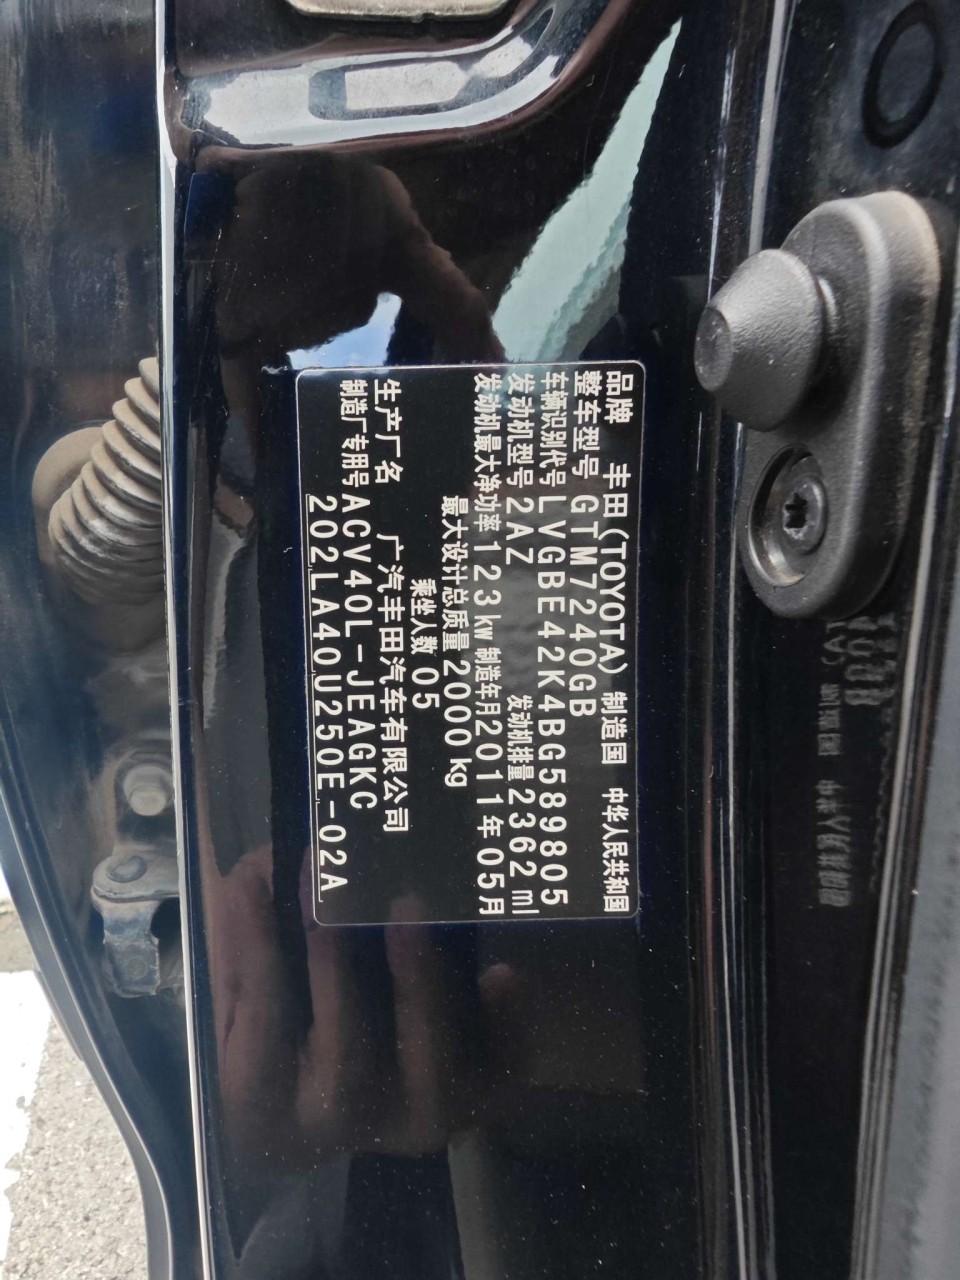 品牌 丰田(TOYOTA) 制造国 中华人民共和国
整车型号 GTM7240GB
车辆识别代号 LVGBE42K4BG589805
发动机型号 2AZ 发动机排量 2362 ml
发动机最大净功率 123 kw 制造年月 2011年05月
最大设计总质量 2000 kg
乘坐人数 05
生产厂名 广汽丰田汽车有限公司
制造厂专用号 ACV40L-JEAGKC
202LA40U250E-02A